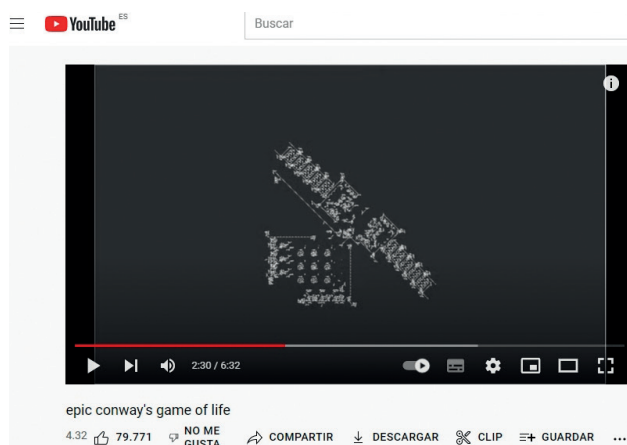 YouTube ES
Buscar
2:30 / 6:32
epic conway's game of life
4.32 79.771 NO ME GUSTA COMPARTIR DESCARGAR CLIP GUARDAR ...